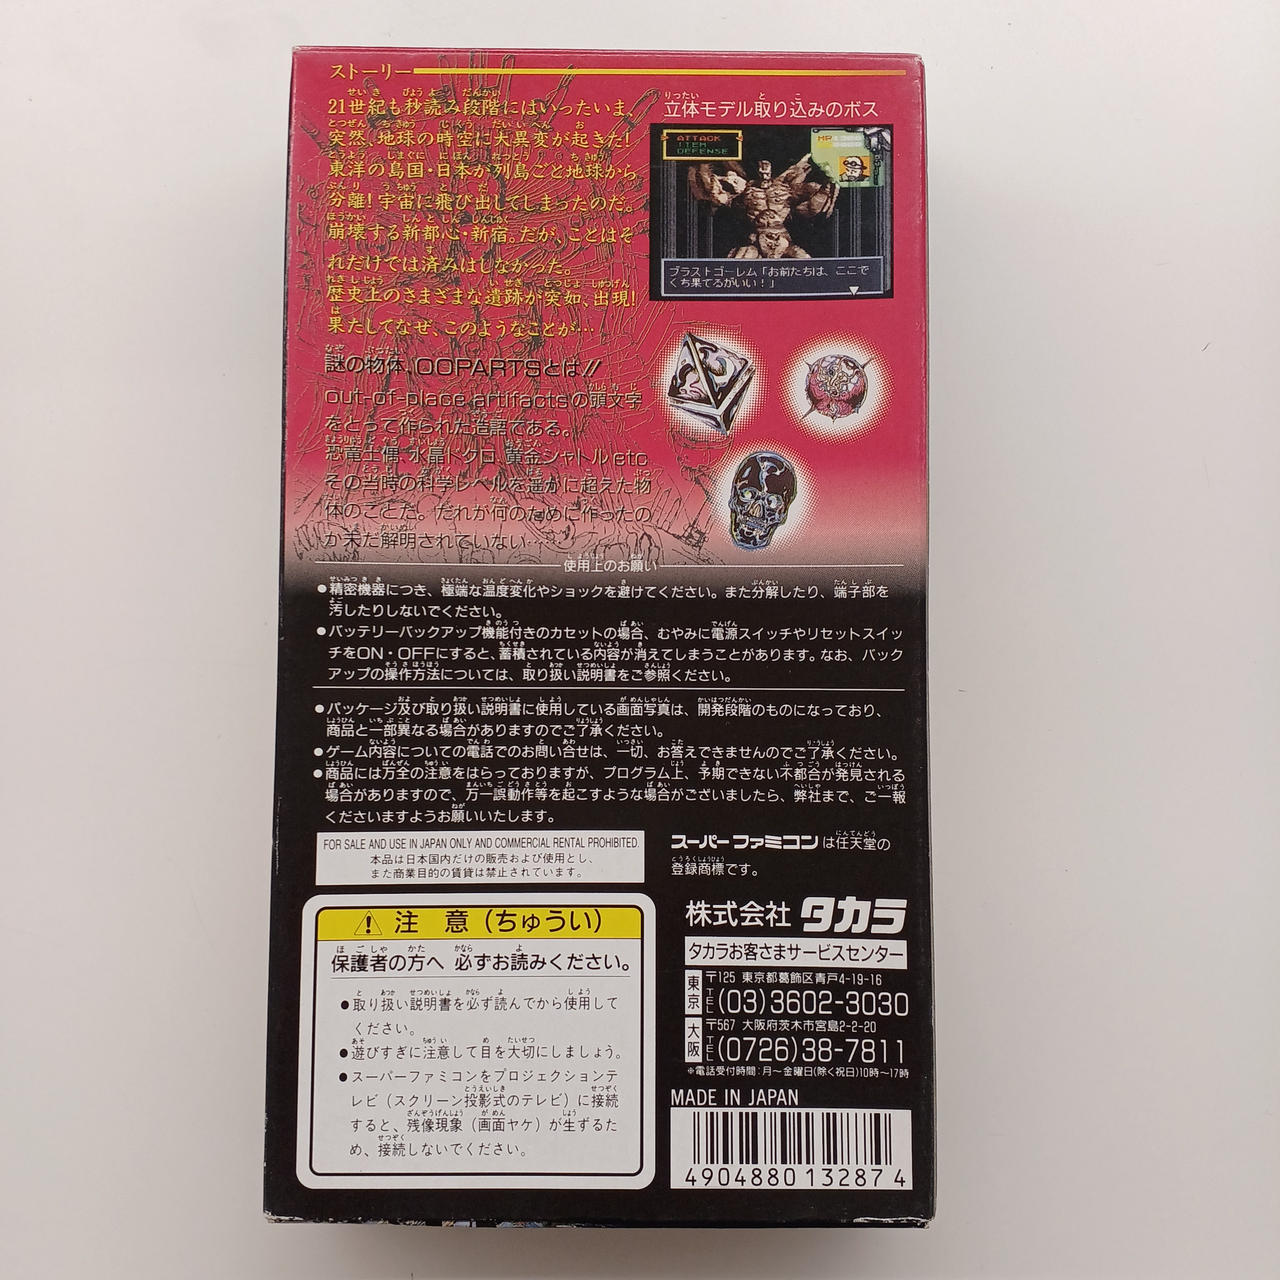 ストーリー
21世紀も秒読み段階にはいったいま、
突然、地球の時空に大異変が起きた!
東洋の島国・日本が列島ごと地球から
分離!宇宙に飛び出してしまったのだ。
崩壊する新都心・新宿。だが、ことはそ
れだけでは済みはしなかった。
歴史上のさまざまな遺跡が突如、出現!
果たしてなぜ、このようなことが…
謎の物体、OOPARTSとは!!
out-of-place artifactsの頭文字
をとって作られた造語である。
恐竜土偶 水晶ドクロ 黄金シャトル etc
その当時の科学レベルを遥かに超えた物
体のことだ。だれが何のために作ったの
か未だ解明されていない…
立体モデル取り込みのボス
ATTACK
ITEM
DEFENSE
HP
ブラストゴーレム「お前たちは、ここで
くち果てるがいい!」
使用上のお願い
●精密機器につき、極端な温度変化やショックを避けてください。また分解したり、端子部を
汚したりしないでください。
●バッテリーバックアップ機能付きのカセットの場合、むやみに電源スイッチやリセットスイッ
チをON・OFFにすると、蓄積されている内容が消えてしまうことがあります。なお、バック
アップの操作方法については、取り扱い説明書をご参照ください。
●パッケージ及び取り扱い説明書に使用している画面写真は、開発段階のものになっており、
商品と一部異なる場合がありますのでご了承ください。
●ゲーム内容についての電話でのお問い合せは、一切、お答えできませんのでご了承ください。
●商品には万全の注意をはらっておりますが、プログラム上、予期できない不都合が発見される
場合がありますので、万一誤動作等を起こすような場合がございましたら、弊社まで、ご一報
くださいますようお願いいたします。
FOR SALE AND USE IN JAPAN ONLY AND COMMERCIAL RENTAL PROHIBITED.
本品は日本国内だけの販売および使用とし、
また商業目的の賃貸は禁止されています。
スーパーファミコンは任天堂の
登録商標です。
注 意(ちゅうい)
保護者の方へ 必ずお読みください。
●取り扱い説明書を必ず読んでから使用して
ください。
●遊びすぎに注意して目を大切にしましょう。
●スーパーファミコンをプロジェクションテ
レビ(スクリーン投影式のテレビ)に接続
すると、残像現象(画面ヤケ)が生ずるた
め、接続しないでください。
株式会社 タカラ
タカラお客さまサービスセンター
東京 〒125 東京都葛飾区青戸4-19-16
TEL (03)3602-3030
大阪 〒567 大阪府茨木市宮島2-2-20
TEL (0726)38-7811
※電話受付時間:月〜金曜日(除く祝日)10時〜17時
MADE IN JAPAN
4904880132874